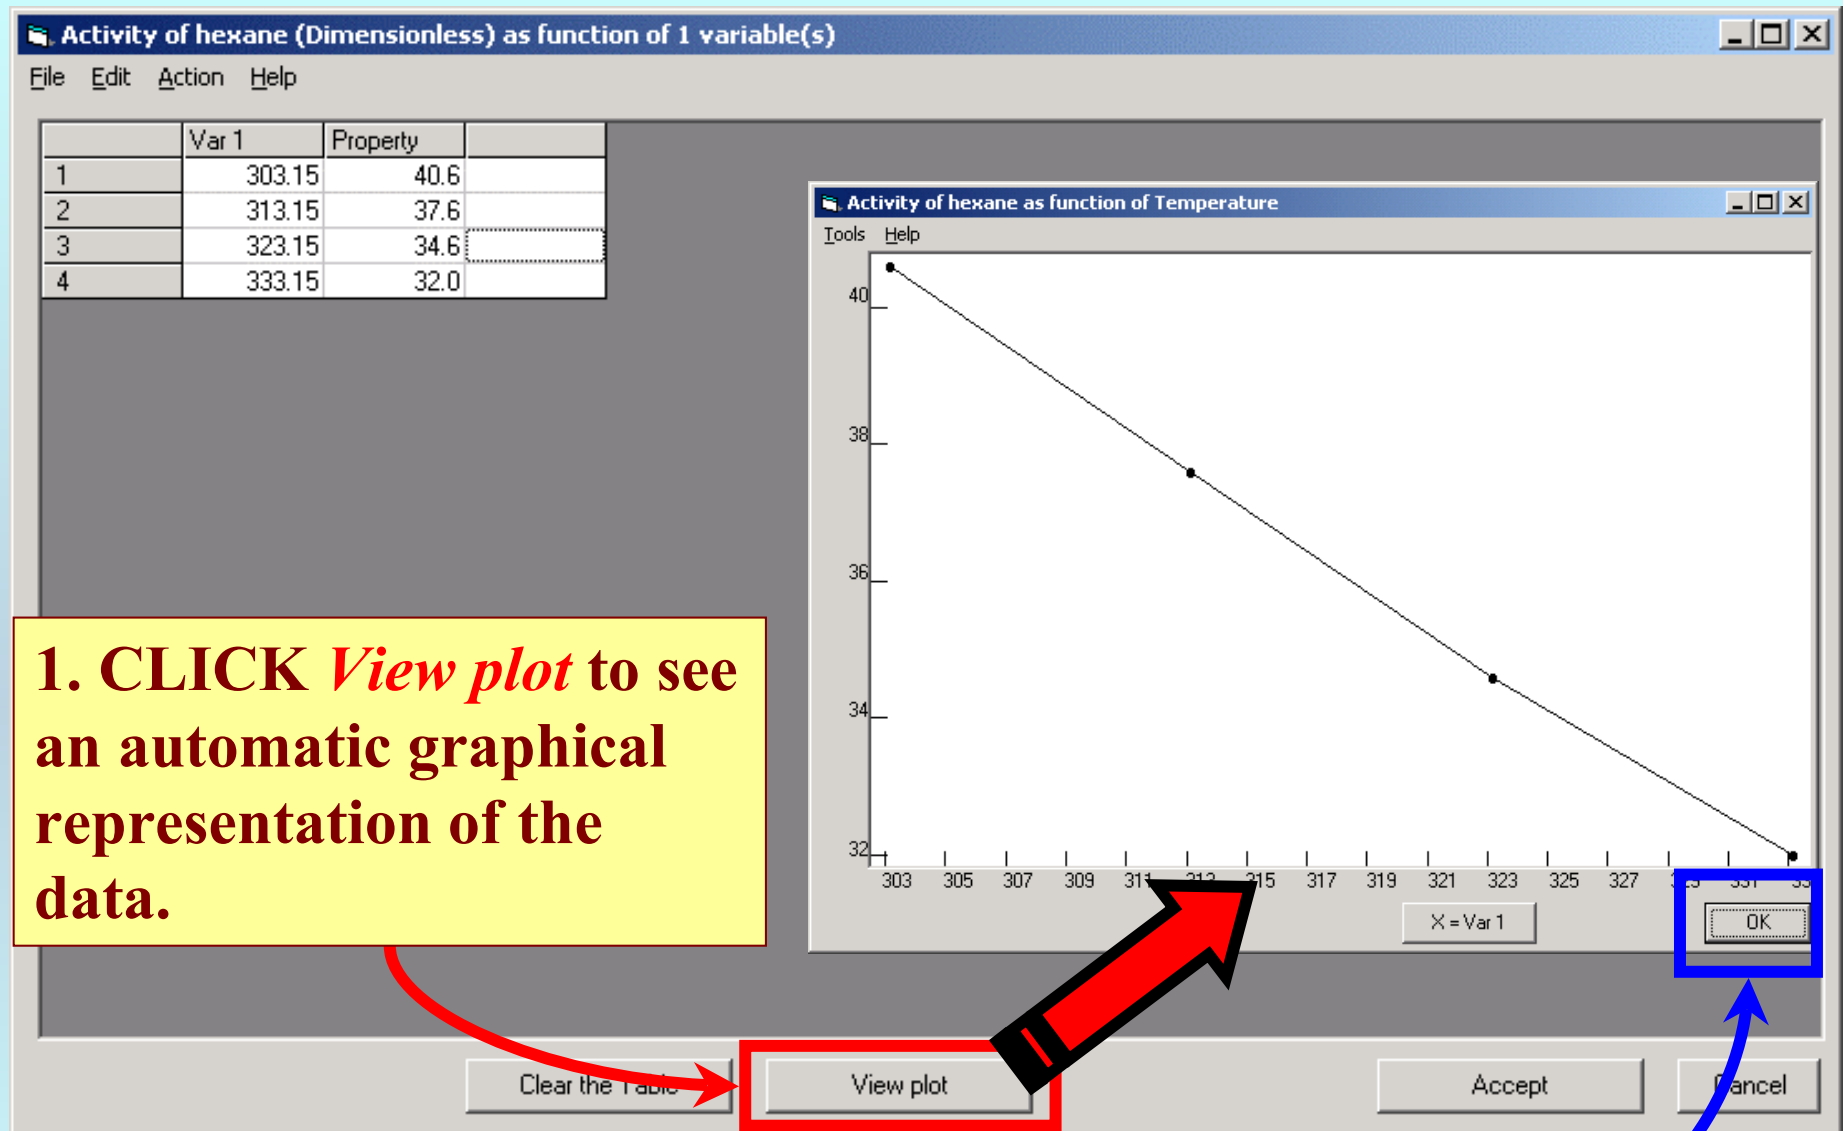 Activity of hexane (Dimensionless) as function of 1 variable(s)
File Edit Action Help
Var 1 Property
1 303.15 40.6
2 313.15 37.6
3 323.15 34.6
4 333.15 32.0
Activity of hexane as function of Temperature
Tools Help
40
38
36
34
32
303 305 307 309 315 317 319 321 323 325 327
X = Var 1 OK
1. CLICK View plot to see
an automatic graphical
representation of the
data.
Clear the Table View plot Accept Cancel